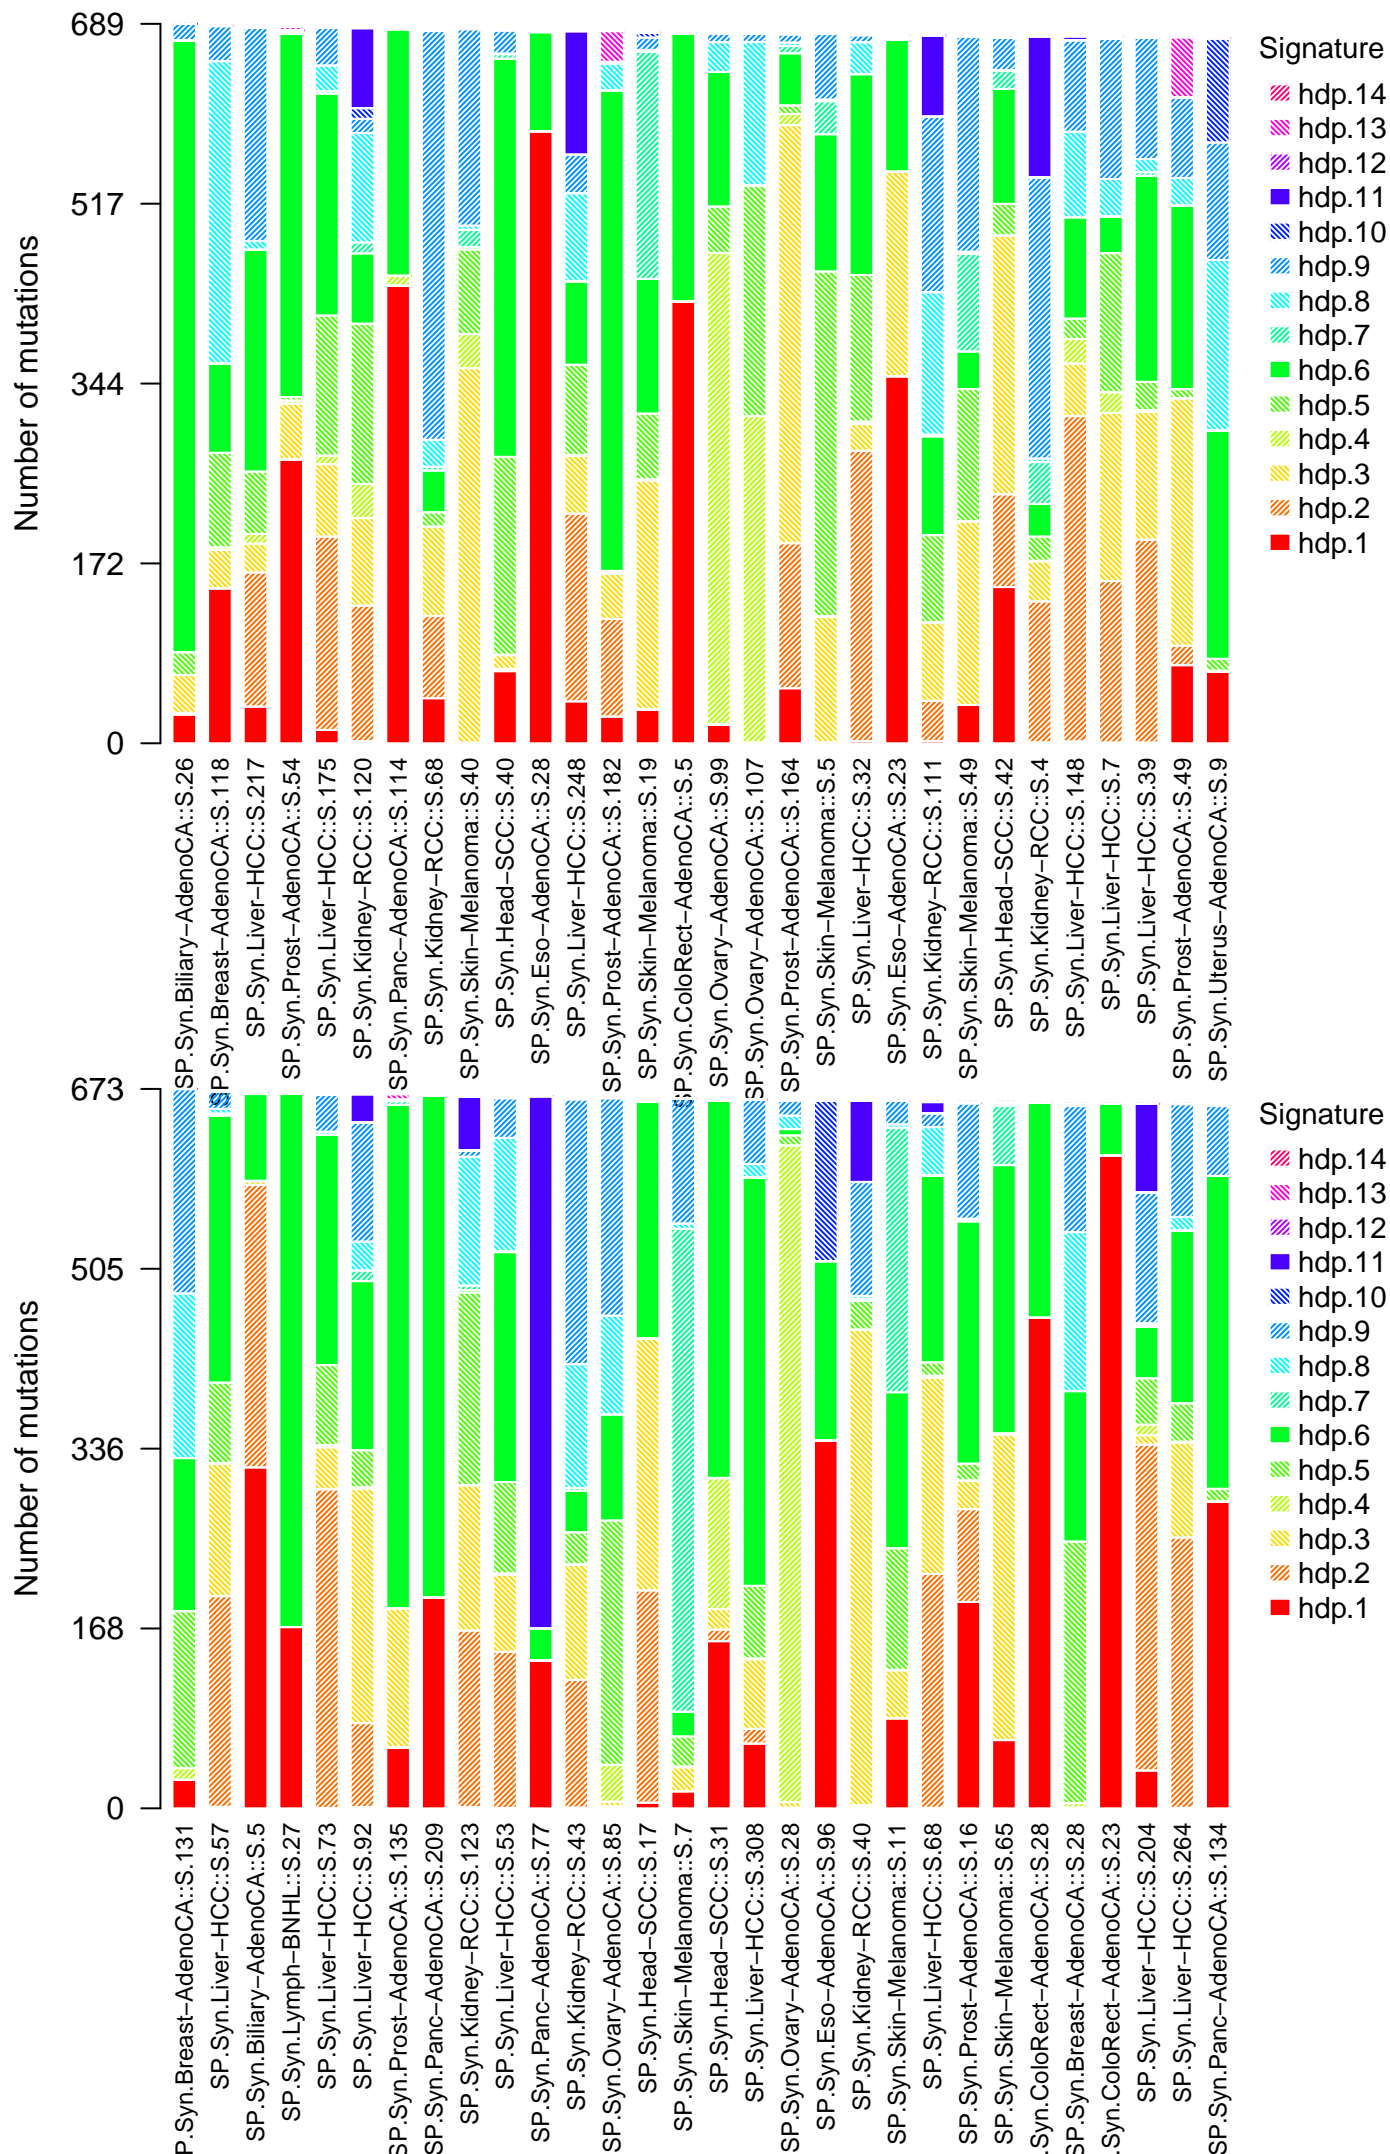 Number of mutations
689
517
344
172
0
Signature
hdp.14
hdp.13
hdp.12
hdp.11
hdp.10
hdp.9
hdp.8
hdp.7
hdp.6
hdp.5
hdp.4
hdp.3
hdp.2
hdp.1
SP.Syn.Biliary−AdenoCA::S.26
SP.Syn.Breast−AdenoCA::S.118
SP.Syn.Liver−HCC::S.217
SP.Syn.Prost−AdenoCA::S.54
SP.Syn.Liver−HCC::S.175
SP.Syn.Kidney−RCC::S.120
SP.Syn.Panc−AdenoCA::S.114
SP.Syn.Kidney−RCC::S.68
SP.Syn.Skin−Melanoma::S.40
SP.Syn.Head−SCC::S.40
SP.Syn.Eso−AdenoCA::S.28
SP.Syn.Liver−HCC::S.248
SP.Syn.Prost−AdenoCA::S.182
SP.Syn.Skin−Melanoma::S.19
SP.Syn.ColoRect−AdenoCA::S.5
SP.Syn.Ovary−AdenoCA::S.99
SP.Syn.Ovary−AdenoCA::S.107
SP.Syn.Prost−AdenoCA::S.164
SP.Syn.Skin−Melanoma::S.5
SP.Syn.Liver−HCC::S.32
SP.Syn.Eso−AdenoCA::S.23
SP.Syn.Kidney−RCC::S.111
SP.Syn.Skin−Melanoma::S.49
SP.Syn.Head−SCC::S.42
SP.Syn.Kidney−RCC::S.4
SP.Syn.Liver−HCC::S.148
SP.Syn.Liver−HCC::S.7
SP.Syn.Liver−HCC::S.39
SP.Syn.Prost−AdenoCA::S.49
SP.Syn.Uterus−AdenoCA::S.9
Number of mutations
673
505
336
168
0
Signature
hdp.14
hdp.13
hdp.12
hdp.11
hdp.10
hdp.9
hdp.8
hdp.7
hdp.6
hdp.5
hdp.4
hdp.3
hdp.2
hdp.1
P.Syn.Breast−AdenoCA::S.131
SP.Syn.Liver−HCC::S.57
SP.Syn.Biliary−AdenoCA::S.5
SP.Syn.Lymph−BNHL::S.27
SP.Syn.Liver−HCC::S.73
SP.Syn.Liver−HCC::S.92
SP.Syn.Prost−AdenoCA::S.135
SP.Syn.Panc−AdenoCA::S.209
SP.Syn.Kidney−RCC::S.123
SP.Syn.Liver−HCC::S.53
SP.Syn.Panc−AdenoCA::S.77
SP.Syn.Kidney−RCC::S.43
SP.Syn.Ovary−AdenoCA::S.85
SP.Syn.Head−SCC::S.17
SP.Syn.Skin−Melanoma::S.7
SP.Syn.Head−SCC::S.31
SP.Syn.Liver−HCC::S.308
SP.Syn.Ovary−AdenoCA::S.28
SP.Syn.Eso−AdenoCA::S.96
SP.Syn.Kidney−RCC::S.40
SP.Syn.Skin−Melanoma::S.11
SP.Syn.Liver−HCC::S.68
SP.Syn.Prost−AdenoCA::S.16
SP.Syn.Skin−Melanoma::S.65
.Syn.ColoRect−AdenoCA::S.28
SP.Syn.Breast−AdenoCA::S.28
.Syn.ColoRect−AdenoCA::S.23
SP.Syn.Liver−HCC::S.204
SP.Syn.Liver−HCC::S.264
SP.Syn.Panc−AdenoCA::S.134